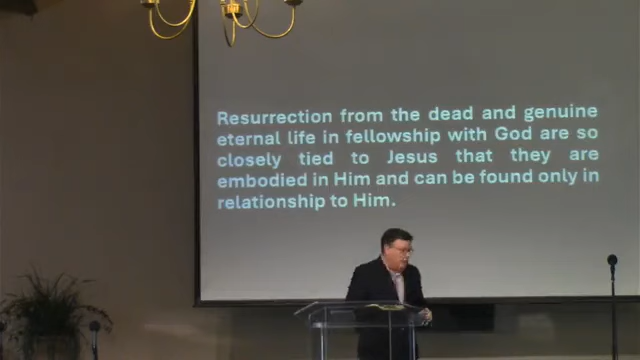 Resurrection from the dead and genuine
eternal life in fellowship with God are so
closely tied to Jesus that they are
embodied in Him and can be found only in
relationship to Him.